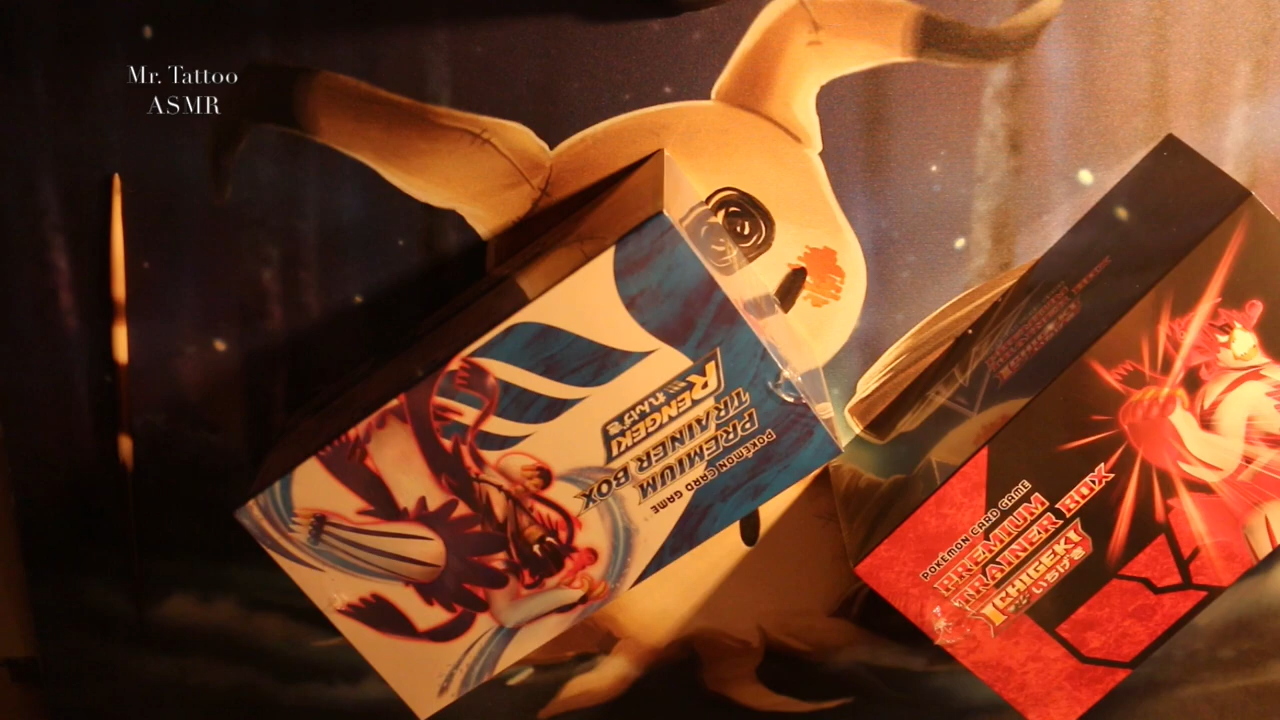 Mr. Tattoo
ASMR
POKÉMON CARD GAME
PREMIUM
TRAINER BOX
RENGEKI
れんげき
POKÉMON CARD GAME
PREMIUM
TRAINER BOX
ICHIGEKI
いちげき